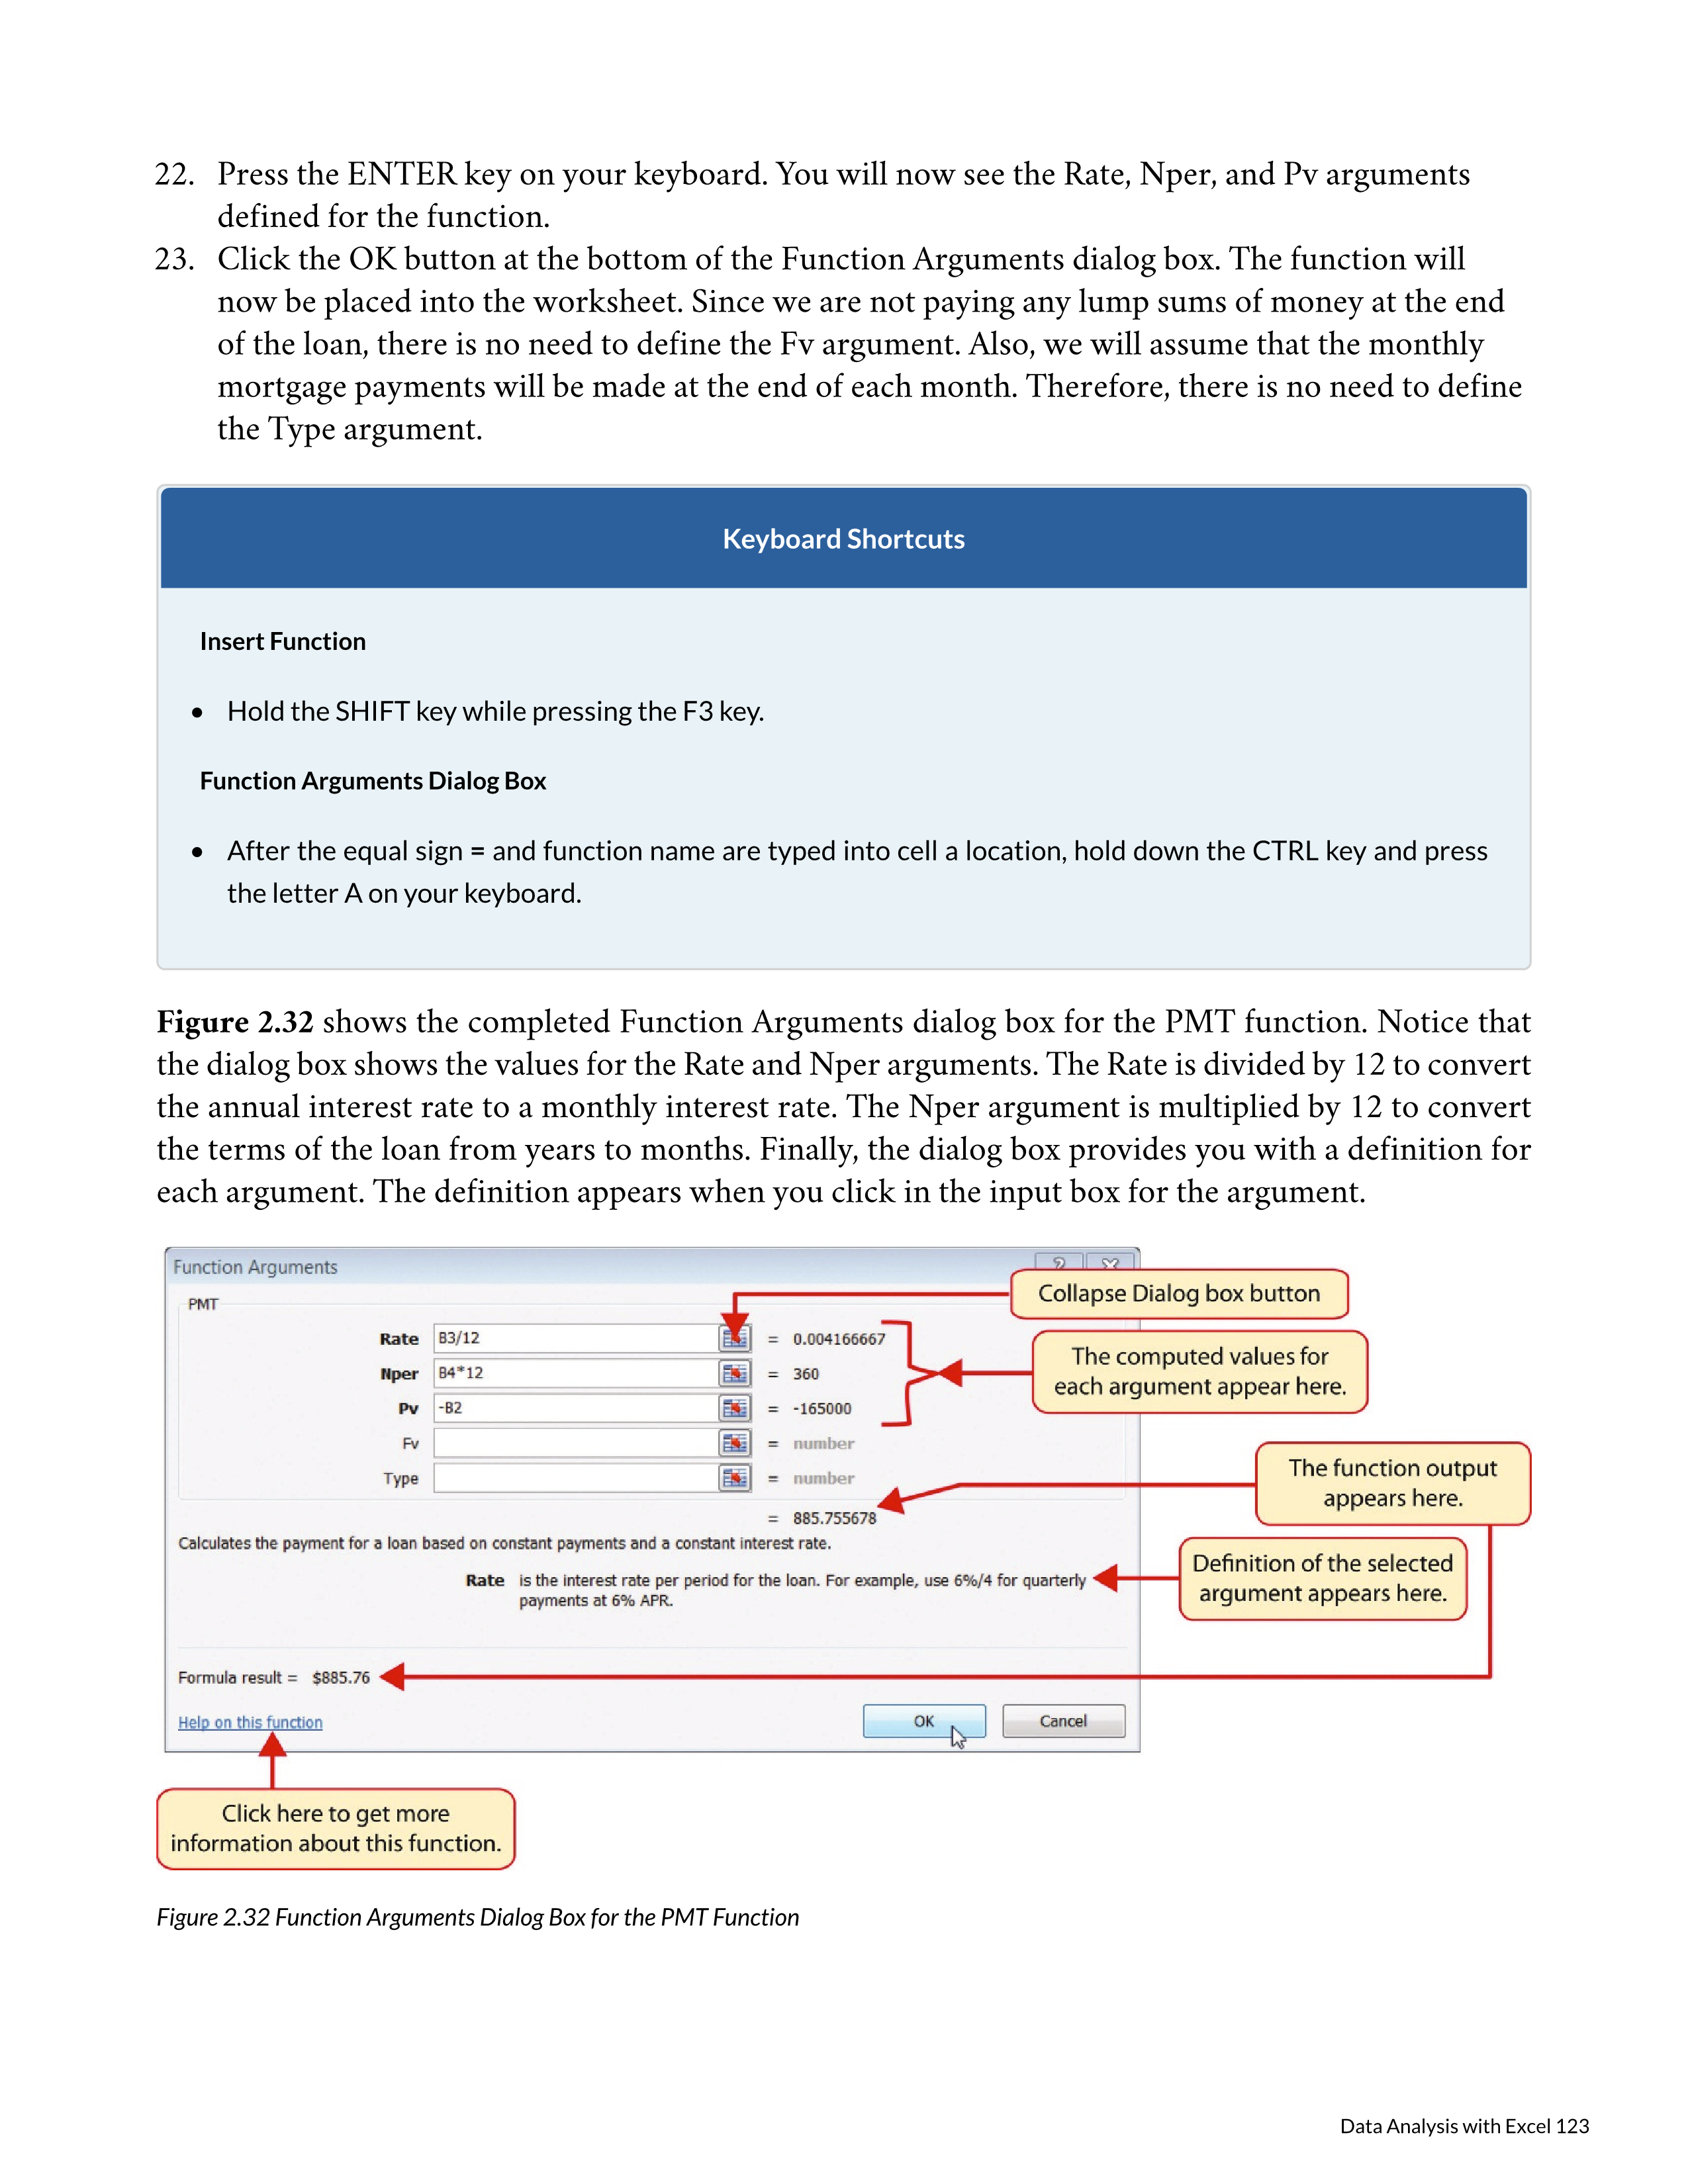 22. Press the ENTER key on your keyboard. You will now see the Rate, Nper, and Pv arguments
defined for the function.
23. Click the OK button at the bottom of the Function Arguments dialog box. The function will
now be placed into the worksheet. Since we are not paying any lump sums of money at the end
of the loan, there is no need to define the Fv argument. Also, we will assume that the monthly
mortgage payments will be made at the end of each month. Therefore, there is no need to define
the Type argument.
Keyboard Shortcuts
Insert Function
• Hold the SHIFT key while pressing the F3 key.
Function Arguments Dialog Box
• After the equal sign = and function name are typed into cell a location, hold down the CTRL key and press
the letter A on your keyboard.
Figure 2.32 shows the completed Function Arguments dialog box for the PMT function. Notice that
the dialog box shows the values for the Rate and Nper arguments. The Rate is divided by 12 to convert
the annual interest rate to a monthly interest rate. The Nper argument is multiplied by 12 to convert
the terms of the loan from years to months. Finally, the dialog box provides you with a definition for
each argument. The definition appears when you click in the input box for the argument.
Function Arguments
?
Collapse Dialog box button
PMT
Rate B3/12 = 0.004166667
Nper B4*12 = 360
Pv -B2 = -165000
Fv = number
Type = number
The computed values for
each argument appear here.
= 885.755678
The function output
appears here.
Calculates the payment for a loan based on constant payments and a constant interest rate.
Rate is the interest rate per period for the loan. For example, use 6%/4 for quarterly
payments at 6% APR.
Definition of the selected
argument appears here.
Formula result = $885.76
Help on this function
OK Cancel
Click here to get more
information about this function.
Figure 2.32 Function Arguments Dialog Box for the PMT Function
Data Analysis with Excel 123